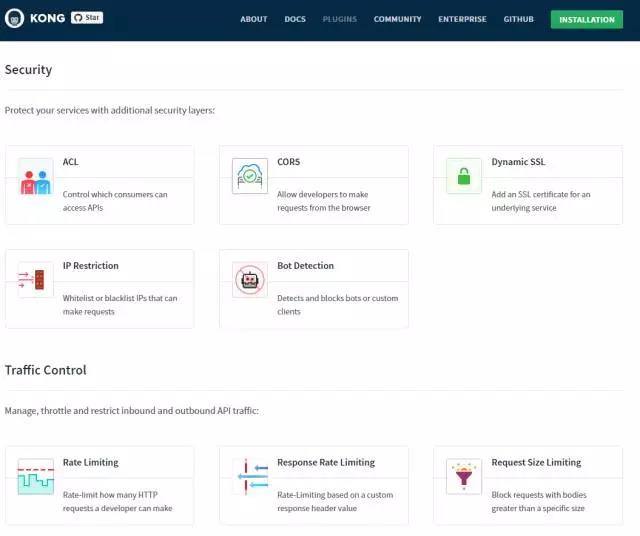 KONG Star ABOUT DOCS PLUGINS COMMUNITY ENTERPRISE GITHUB INSTALLATION
Security
Protect your services with additional security layers:
ACL
Control which consumers can
access APIs
CORS
Allow developers to make
requests from the browser
Dynamic SSL
Add an SSL certificate for an
underlying service
IP Restriction
Whitelist or blacklist IPs that can
make requests
Bot Detection
Detects and blocks bots or custom
clients
Traffic Control
Manage, throttle and restrict inbound and outbound API traffic:
Rate Limiting
Rate-limit how many HTTP
requests a developer can make
Response Rate Limiting
Rate-Limiting based on a custom
response header value
Request Size Limiting
Block requests with bodies
greater than a specific size